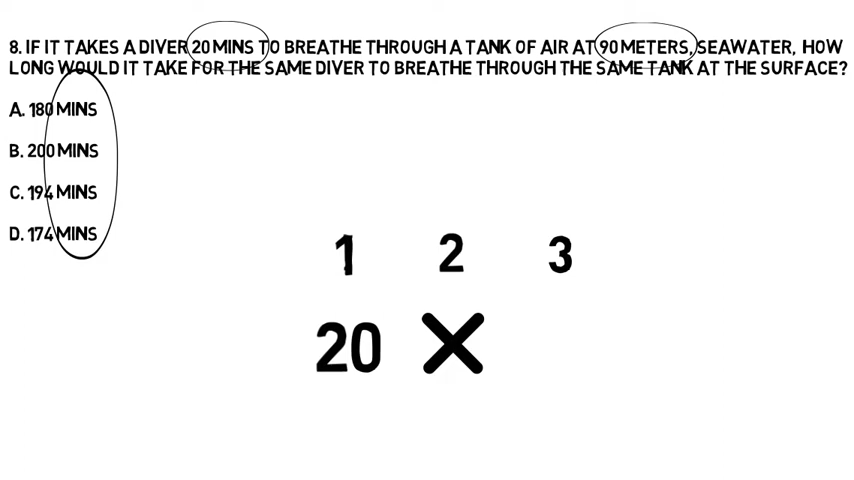 8. IF IT TAKES A DIVER 20 MINS TO BREATHE THROUGH A TANK OF AIR AT 90 METERS, SEAWATER, HOW
LONG WOULD IT TAKE FOR THE SAME DIVER TO BREATHE THROUGH THE SAME TANK AT THE SURFACE?
A. 180 MINS
B. 200 MINS
C. 194 MINS
D. 174 MINS
1 2 3
20 X